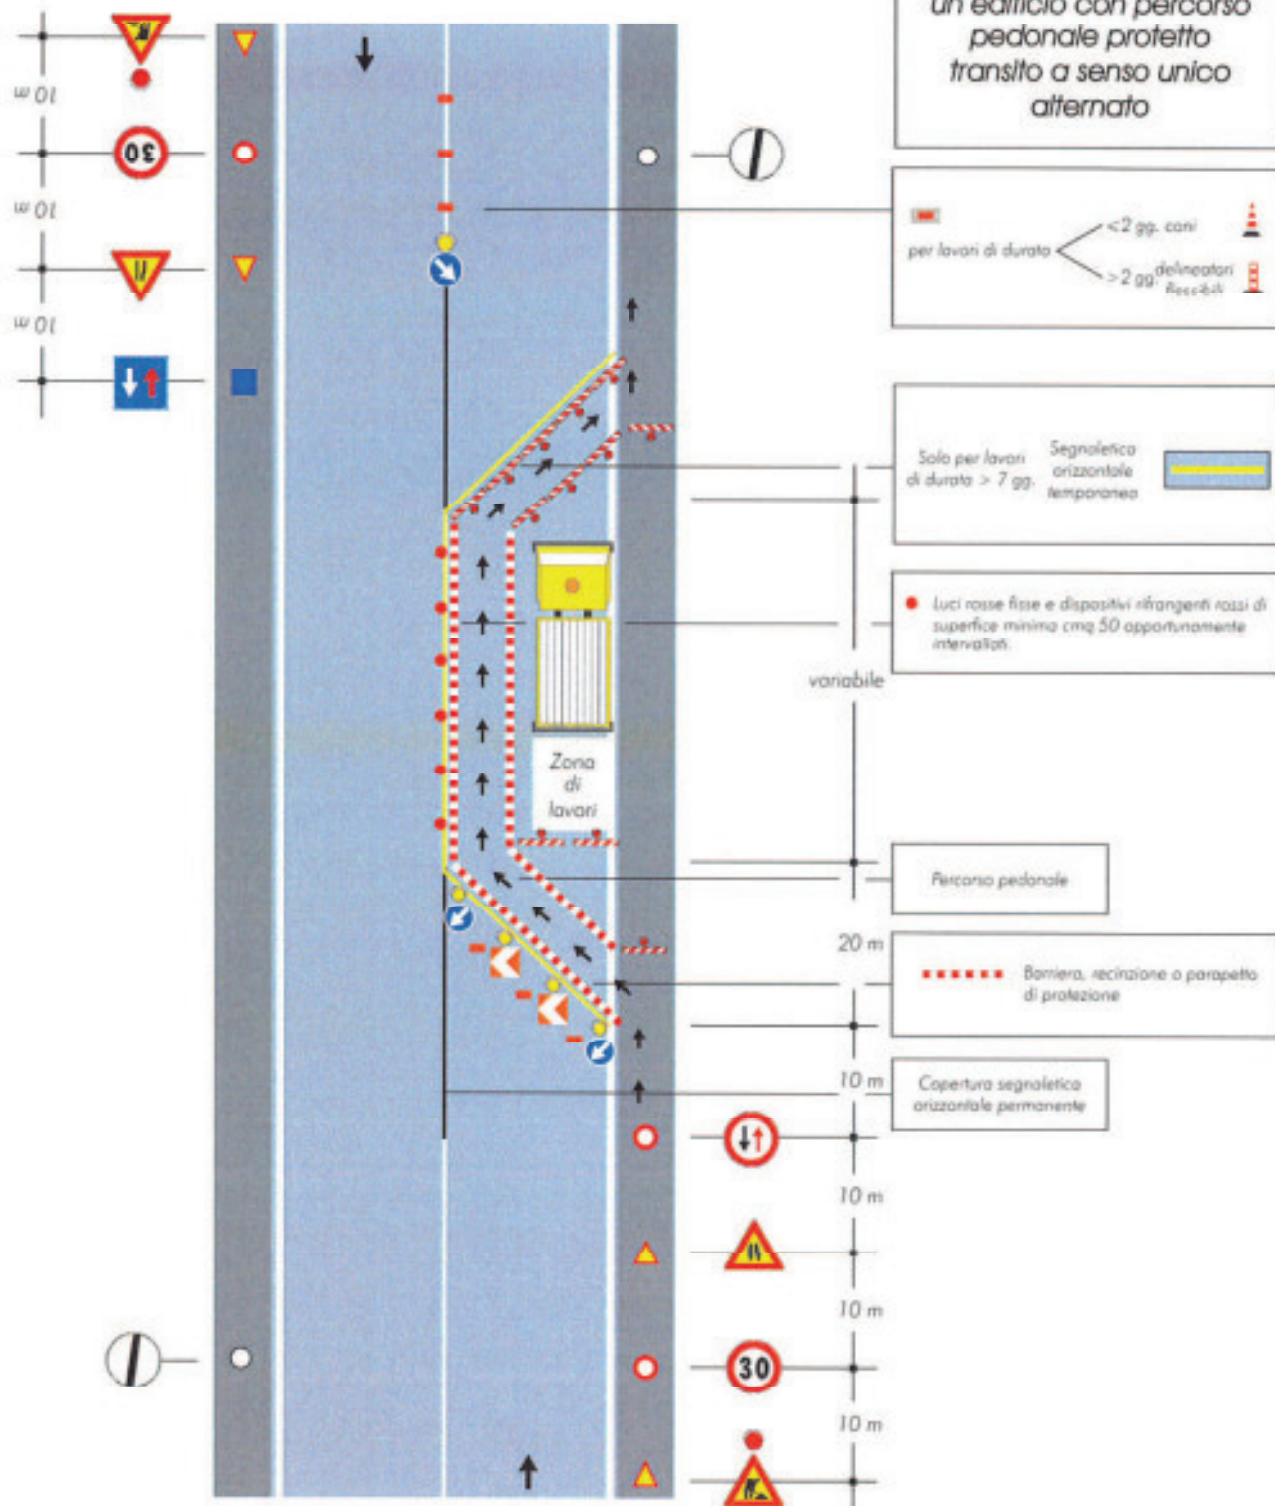 un edificio con percorso
pedonale protetto
transito a senso unico
alternato
10 m
30
10 m
10 m
per lavori di durata
<2 gg. coni
>2 gg. delineatori
flessibili
Solo per lavori
di durata > 7 gg.
Segnaletica
orizzontale
temporanea
Luci rosse fisse e dispositivi rifrangenti rossi di
superfice minima cmq 50 opportunamente
intervallati.
variabile
Zona
di
lavori
Percorso pedonale
20 m
Barriera, recinzione o parapetto
di protezione
10 m
Copertura segnaletica
orizzontale permanente
10 m
10 m
30
10 m